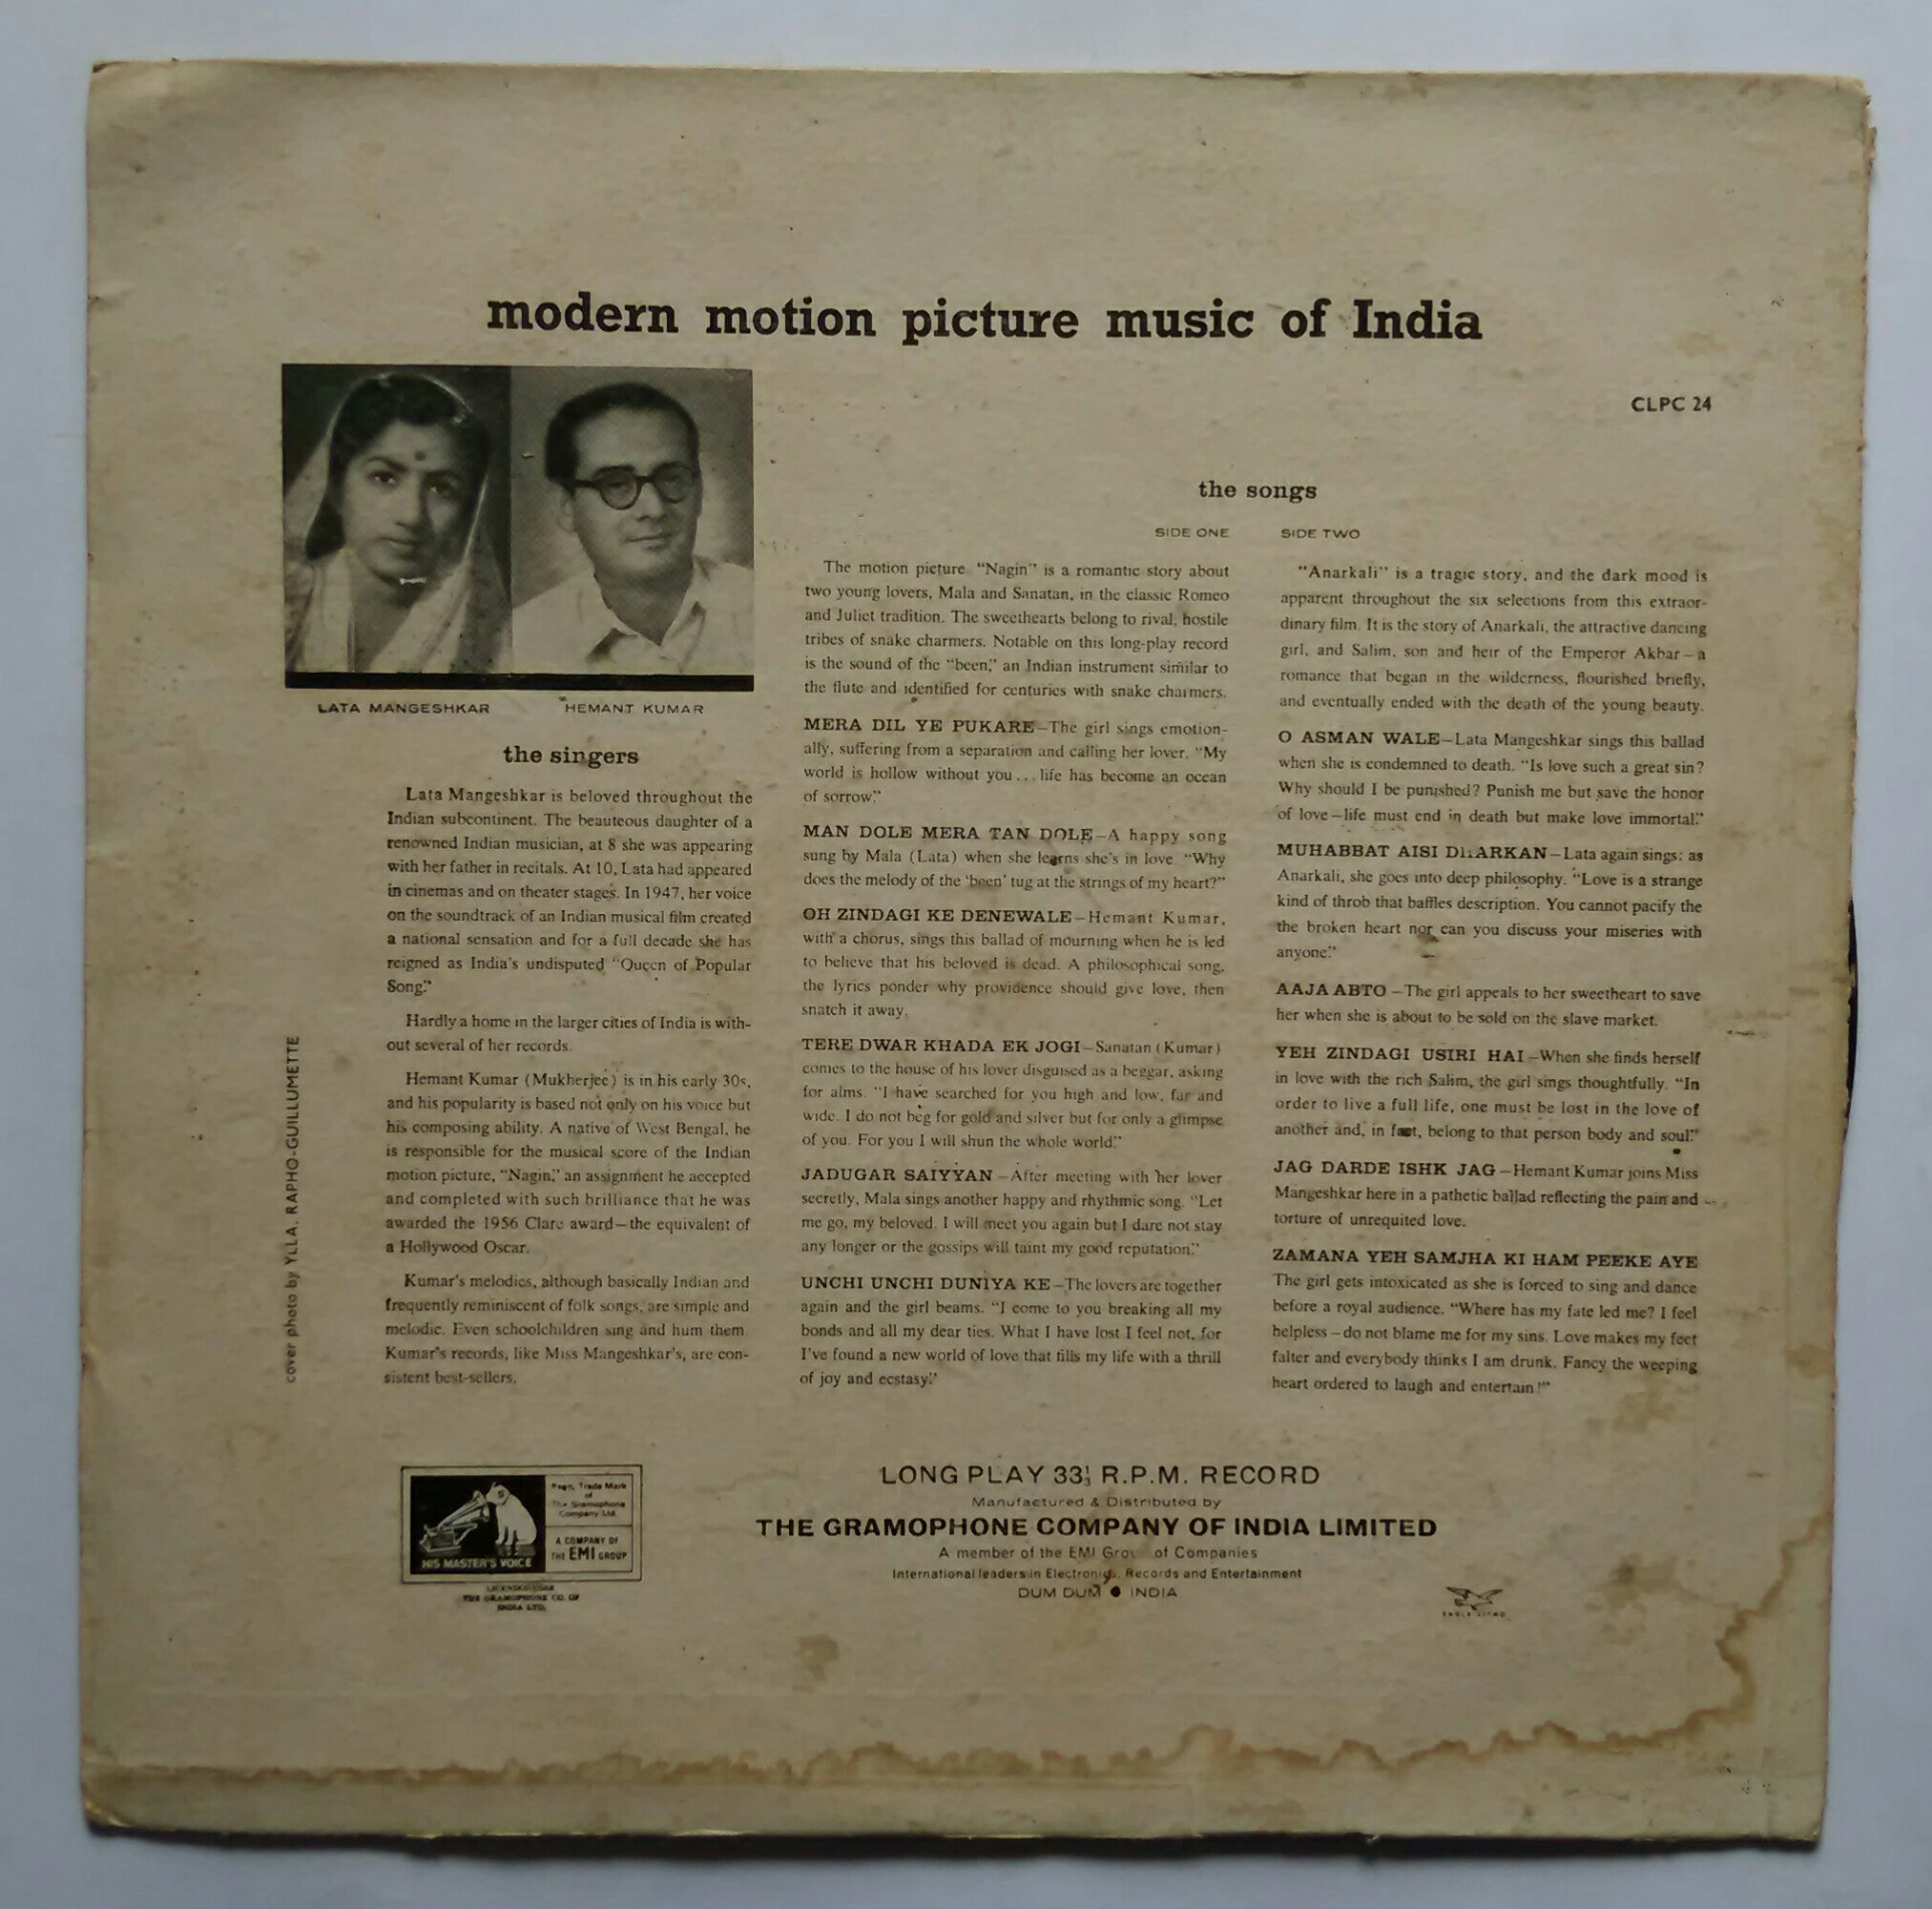 modern motion picture music of India
CLPC 24
LATA MANGESHKAR
HEMANT KUMAR
the singers
Lata Mangeshkar is beloved throughout the
Indian subcontinent. The beauteous daughter of a
renowned Indian musician, at 8 she was appearing
with her father in recitals. At 10, Lata had appeared
in cinemas and on theater stages. In 1947, her voice
on the soundtrack of an Indian musical film created
a national sensation and for a full decade she has
reigned as India's undisputed "Queen of Popular
Song."
Hardly a home in the larger cities of India is with-
out several of her records.
Hemant Kumar (Mukherjee) is in his early 30s,
and his popularity is based not only on his voice but
his composing ability. A native of West Bengal, he
is responsible for the musical score of the Indian
motion picture, "Nagin," an assignment he accepted
and completed with such brilliance that he was
awarded the 1956 Clare award—the equivalent of
a Hollywood Oscar.
Kumar's melodies, although basically Indian and
frequently reminiscent of folk songs, are simple and
melodic. Even schoolchildren sing and hum them.
Kumar's records, like Miss Mangeshkar's, are con-
sistent best-sellers.
cover photo by YLLA, RAPHO-GUILLUMETTE
the songs
SIDE ONE
The motion picture "Nagin" is a romantic story about
two young lovers, Mala and Sanatan, in the classic Romeo
and Juliet tradition. The sweethearts belong to rival, hostile
tribes of snake charmers. Notable on this long-play record
is the sound of the "been," an Indian instrument similar to
the flute and identified for centuries with snake charmers.
MERA DIL YE PUKARE—The girl sings emotion-
ally, suffering from a separation and calling her lover. "My
world is hollow without you...life has become an ocean
of sorrow."
MAN DOLE MERA TAN DOLE—A happy song
sung by Mala (Lata) when she learns she's in love. "Why
does the melody of the 'been' tug at the strings of my heart?"
OH ZINDAGI KE DENEWALE—Hemant Kumar,
with a chorus, sings this ballad of mourning when he is led
to believe that his beloved is dead. A philosophical song,
the lyrics ponder why providence should give love, then
snatch it away.
TERE DWAR KHADA EK JOGI—Sanatan (Kumar)
comes to the house of his lover disguised as a beggar, asking
for alms. "I have searched for you high and low, far and
wide. I do not beg for gold and silver but for only a glimpse
of you. For you I will shun the whole world."
JADUGAR SAIYYAN—After meeting with her lover
secretly, Mala sings another happy and rhythmic song. "Let
me go, my beloved. I will meet you again but I dare not stay
any longer or the gossips will taint my good reputation."
UNCHI UNCHI DUNIYA KE—The lovers are together
again and the girl beams. "I come to you breaking all my
bonds and all my dear ties. What I have lost I feel not, for
I've found a new world of love that fills my life with a thrill
of joy and ecstasy."
SIDE TWO
"Anarkali" is a tragic story, and the dark mood is
apparent throughout the six selections from this extraor-
dinary film. It is the story of Anarkali, the attractive dancing
girl, and Salim, son and heir of the Emperor Akbar—a
romance that began in the wilderness, flourished briefly,
and eventually ended with the death of the young beauty.
O ASMAN WALE—Lata Mangeshkar sings this ballad
when she is condemned to death. "Is love such a great sin?
Why should I be punished? Punish me but save the honor
of love—life must end in death but make love immortal."
MUHABBAT AISI DHARKAN—Lata again sings: as
Anarkali, she goes into deep philosophy. "Love is a strange
kind of throb that baffles description. You cannot pacify the
the broken heart nor can you discuss your miseries with
anyone."
AAJA ABTO—The girl appeals to her sweetheart to save
her when she is about to be sold on the slave market.
YEH ZINDAGI USIRI HAI—When she finds herself
in love with the rich Salim, the girl sings thoughtfully. "In
order to live a full life, one must be lost in the love of
another and, in fact, belong to that person body and soul."
JAG DARDE ISHK JAG—Hemant Kumar joins Miss
Mangeshkar here in a pathetic ballad reflecting the pain and
torture of unrequited love.
ZAMANA YEH SAMJHA KI HAM PEEKE AYE
The girl gets intoxicated as she is forced to sing and dance
before a royal audience. "Where has my fate led me? I feel
helpless—do not blame me for my sins. Love makes my feet
falter and everybody thinks I am drunk. Fancy the weeping
heart ordered to laugh and entertain!"
HIS MASTER'S VOICE
Regn. Trade Mark
of
The Gramophone
Company Ltd.
A COMPANY OF
THE EMI GROUP
THE GRAMOPHONE CO. OF
INDIA LTD.
LONG PLAY 33⅓ R.P.M. RECORD
Manufactured & Distributed by
THE GRAMOPHONE COMPANY OF INDIA LIMITED
A member of the EMI Group of Companies
International leaders in Electronics, Records and Entertainment
DUM DUM ● INDIA
EAGLE LITHO